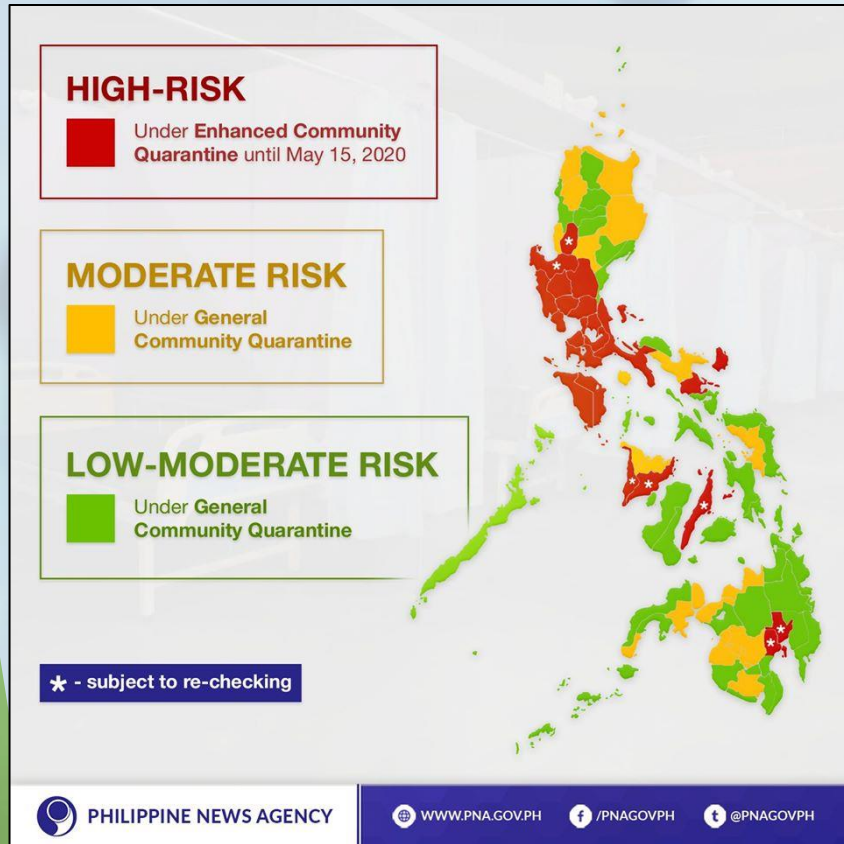 HIGH-RISK
Under Enhanced Community
Quarantine until May 15, 2020
MODERATE RISK
Under General
Community Quarantine
LOW-MODERATE RISK
Under General
Community Quarantine
* - subject to re-checking
PHILIPPINE NEWS AGENCY
WWW.PNA.GOV.PH
/PNAGOVPH
@PNAGOVPH